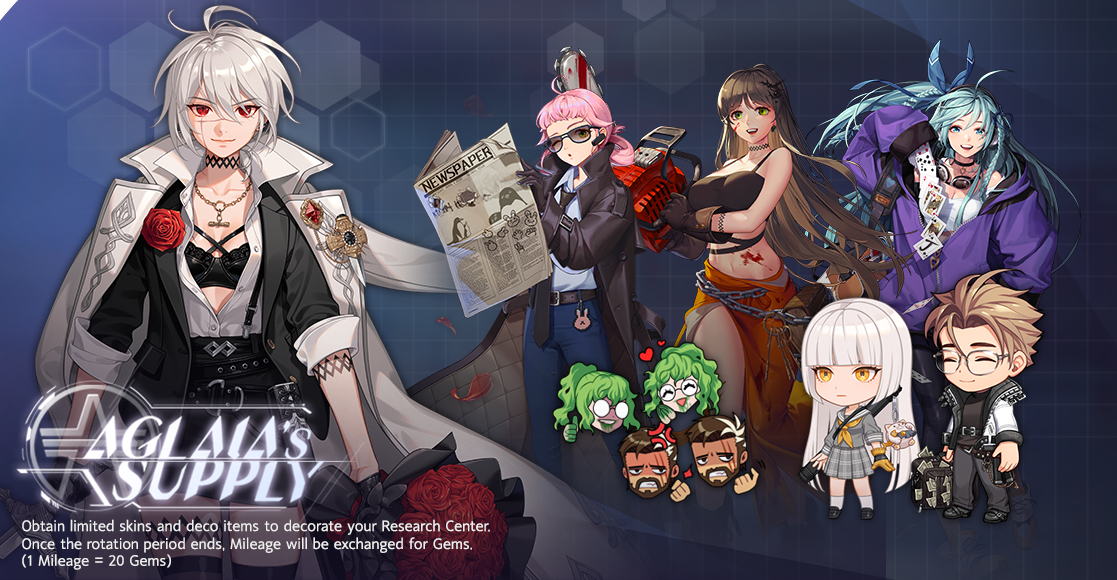 NEWSPAPER
AGLAIA's
SUPPLY
Obtain limited skins and deco items to decorate your Research Center.
Once the rotation period ends, Mileage will be exchanged for Gems.
(1 Mileage = 20 Gems)